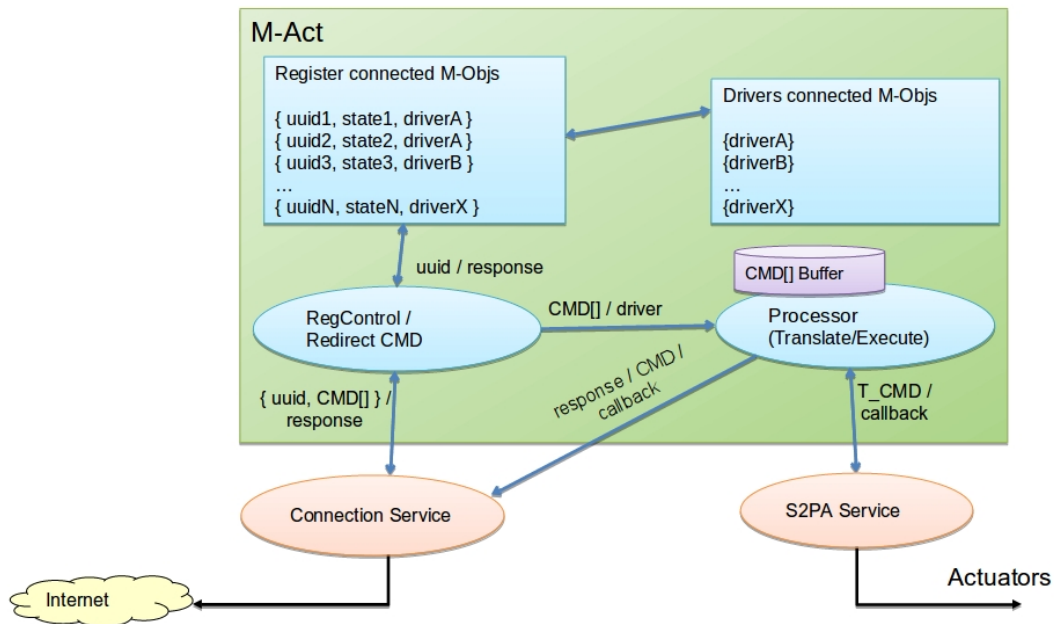 M-Act
Register connected M-Objs
{ uuid1, state1, driverA }
{ uuid2, state2, driverA }
{ uuid3, state3, driverB }
...
{ uuidN, stateN, driverX }
Drivers connected M-Objs
{driverA}
{driverB}
...
{driverX}
uuid / response
CMD[] Buffer
RegControl /
Redirect CMD
CMD[] / driver
Processor
(Translate/Execute)
{ uuid, CMD[] } /
response
response / CMD /
callback
T_CMD /
callback
Connection Service
S2PA Service
Internet
Actuators